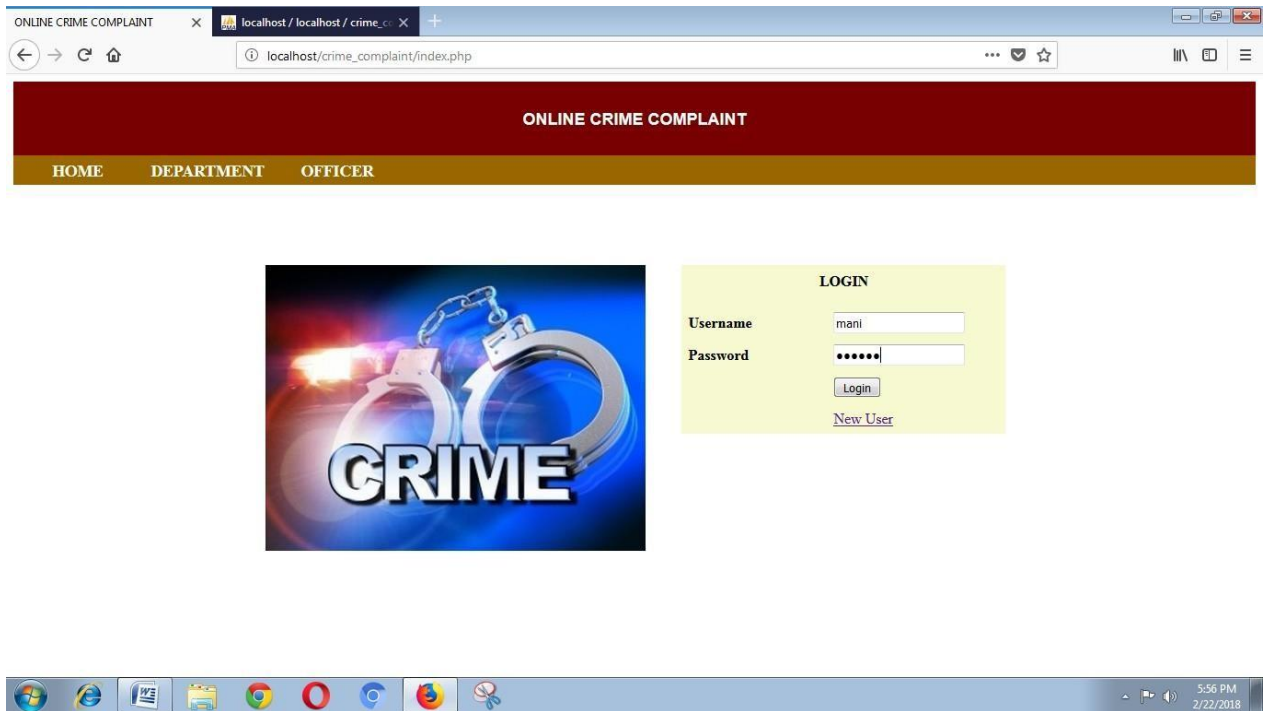 ONLINE CRIME COMPLAINT
localhost / localhost / crime_co
localhost/crime_complaint/index.php
ONLINE CRIME COMPLAINT
HOME DEPARTMENT OFFICER
CRIME
LOGIN
Username mani
Password ••••••
Login
New User
5:56 PM
2/22/2018